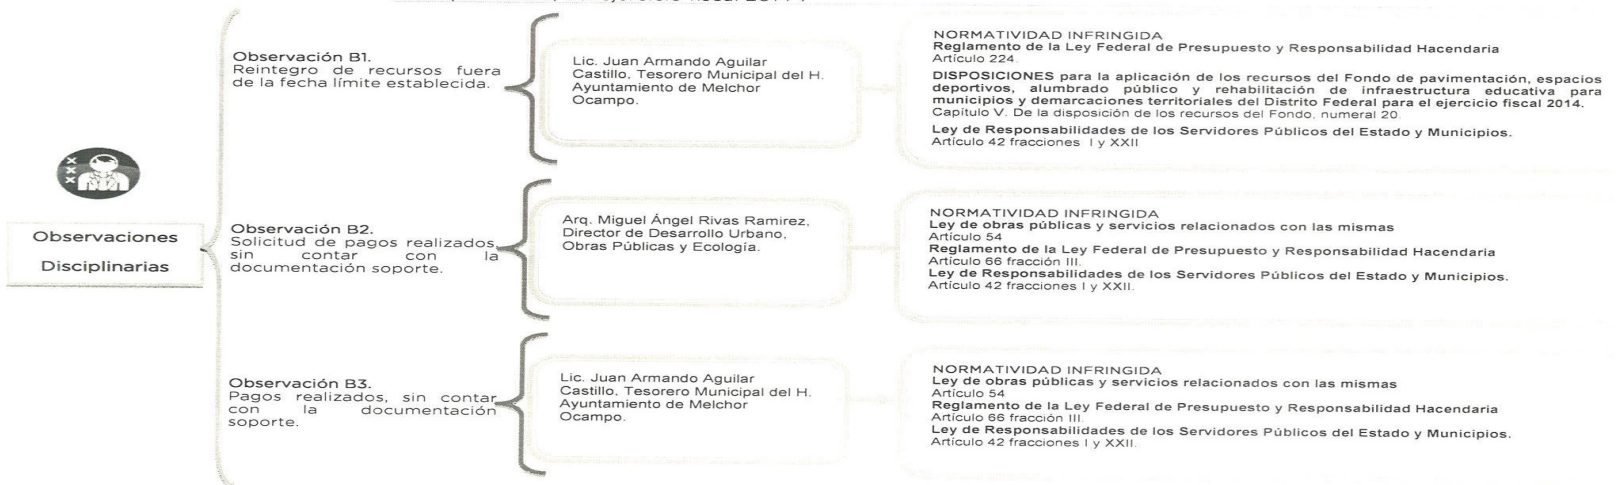 ejercicio fiscal 2014
Observaciones
Disciplinarias
Observación B1.
Reintegro de recursos fuera
de la fecha límite establecida.
Lic. Juan Armando Aguilar
Castillo, Tesorero Municipal del H.
Ayuntamiento de Melchor
Ocampo.
NORMATIVIDAD INFRINGIDA
Reglamento de la Ley Federal de Presupuesto y Responsabilidad Hacendaria
Artículo 224.
DISPOSICIONES para la aplicación de los recursos del Fondo de pavimentación, espacios
deportivos, alumbrado público y rehabilitación de infraestructura educativa para
municipios y demarcaciones territoriales del Distrito Federal para el ejercicio fiscal 2014.
Capítulo V. De la disposición de los recursos del Fondo, numeral 20.
Ley de Responsabilidades de los Servidores Públicos del Estado y Municipios.
Artículo 42 fracciones I y XXII
Observación B2.
Solicitud de pagos realizados,
sin contar con la
documentación soporte.
Arq. Miguel Ángel Rivas Ramirez,
Director de Desarrollo Urbano,
Obras Públicas y Ecología.
NORMATIVIDAD INFRINGIDA
Ley de obras públicas y servicios relacionados con las mismas
Artículo 54
Reglamento de la Ley Federal de Presupuesto y Responsabilidad Hacendaria
Artículo 66 fracción III.
Ley de Responsabilidades de los Servidores Públicos del Estado y Municipios.
Artículo 42 fracciones I y XXII.
Observación B3.
Pagos realizados, sin contar
con la documentación
soporte.
Lic. Juan Armando Aguilar
Castillo, Tesorero Municipal del H.
Ayuntamiento de Melchor
Ocampo.
NORMATIVIDAD INFRINGIDA
Ley de obras públicas y servicios relacionados con las mismas
Artículo 54
Reglamento de la Ley Federal de Presupuesto y Responsabilidad Hacendaria
Artículo 66 fracción III.
Ley de Responsabilidades de los Servidores Públicos del Estado y Municipios.
Artículo 42 fracciones I y XXII.